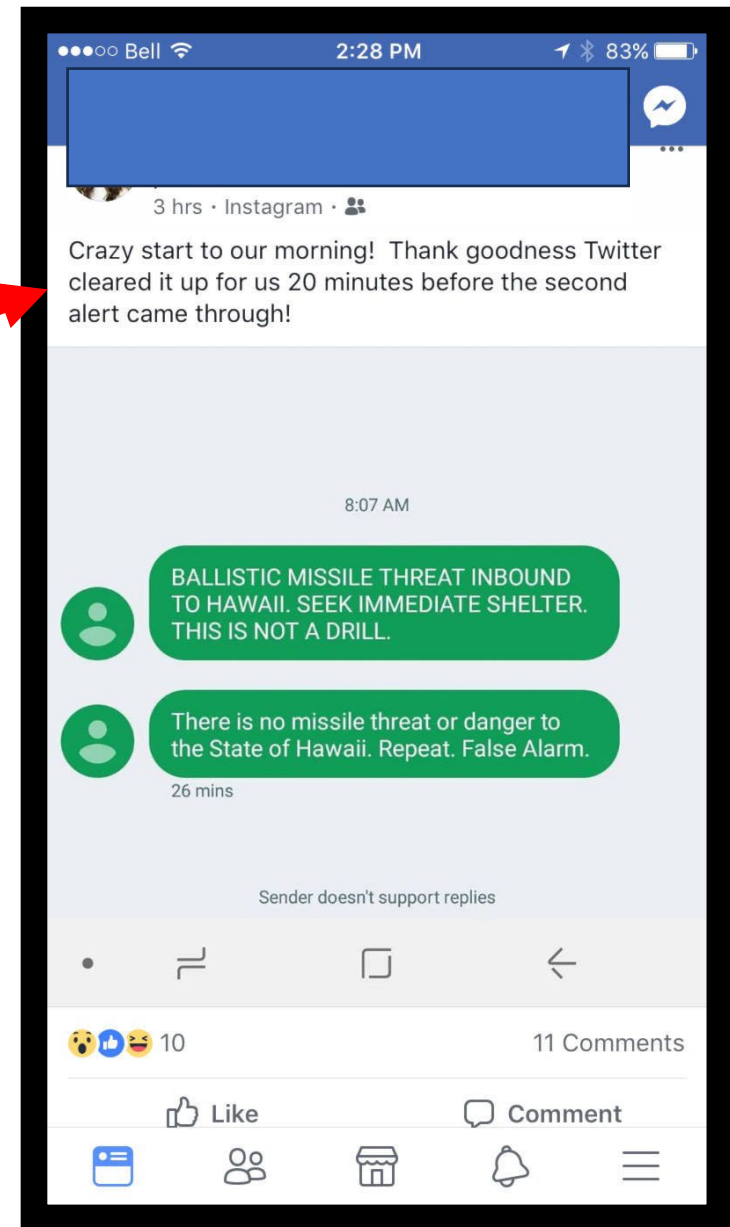 Bell 2:28 PM 83%
3 hrs · Instagram ·
Crazy start to our morning!  Thank goodness Twitter
cleared it up for us 20 minutes before the second
alert came through!
8:07 AM
BALLISTIC MISSILE THREAT INBOUND
TO HAWAII. SEEK IMMEDIATE SHELTER.
THIS IS NOT A DRILL.
There is no missile threat or danger to
the State of Hawaii. Repeat. False Alarm.
26 mins
Sender doesn't support replies
10 11 Comments
Like Comment